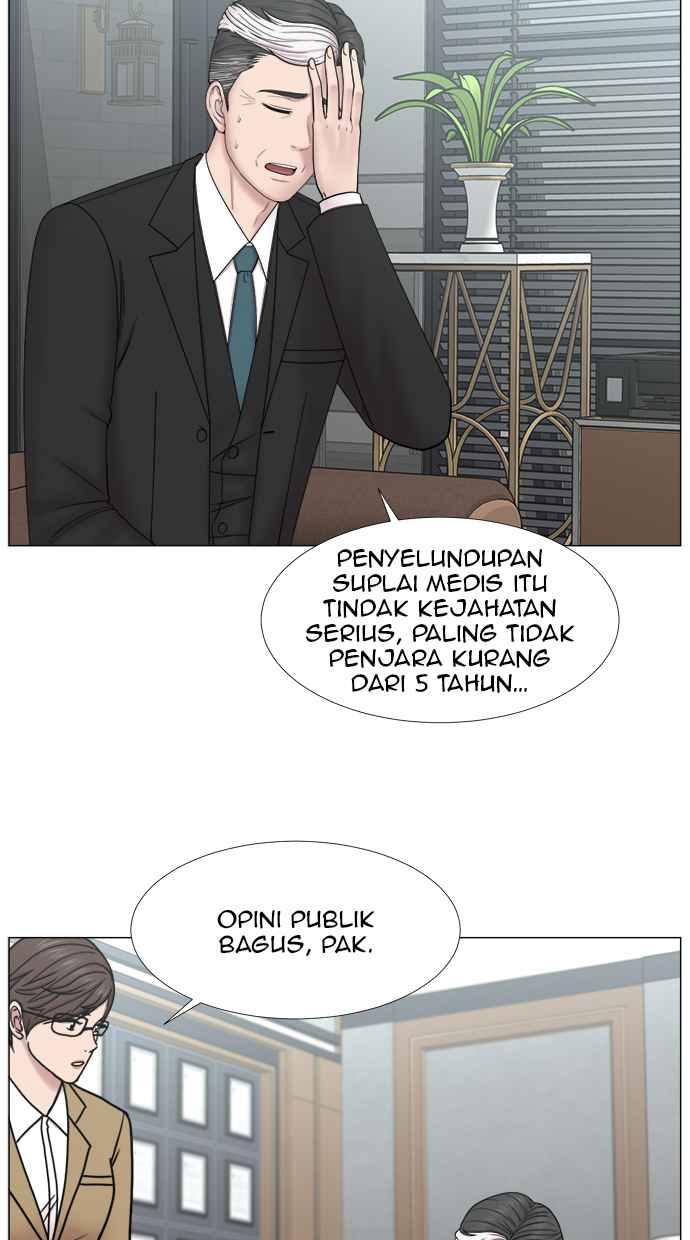 PENYELUNDUPAN
SUPLAI MEDIS ITU
TINDAK KEJAHATAN
SERIUS, PALING TIDAK
PENJARA KURANG
DARI 5 TAHUN...
OPINI PUBLIK
BAGUS, PAK.